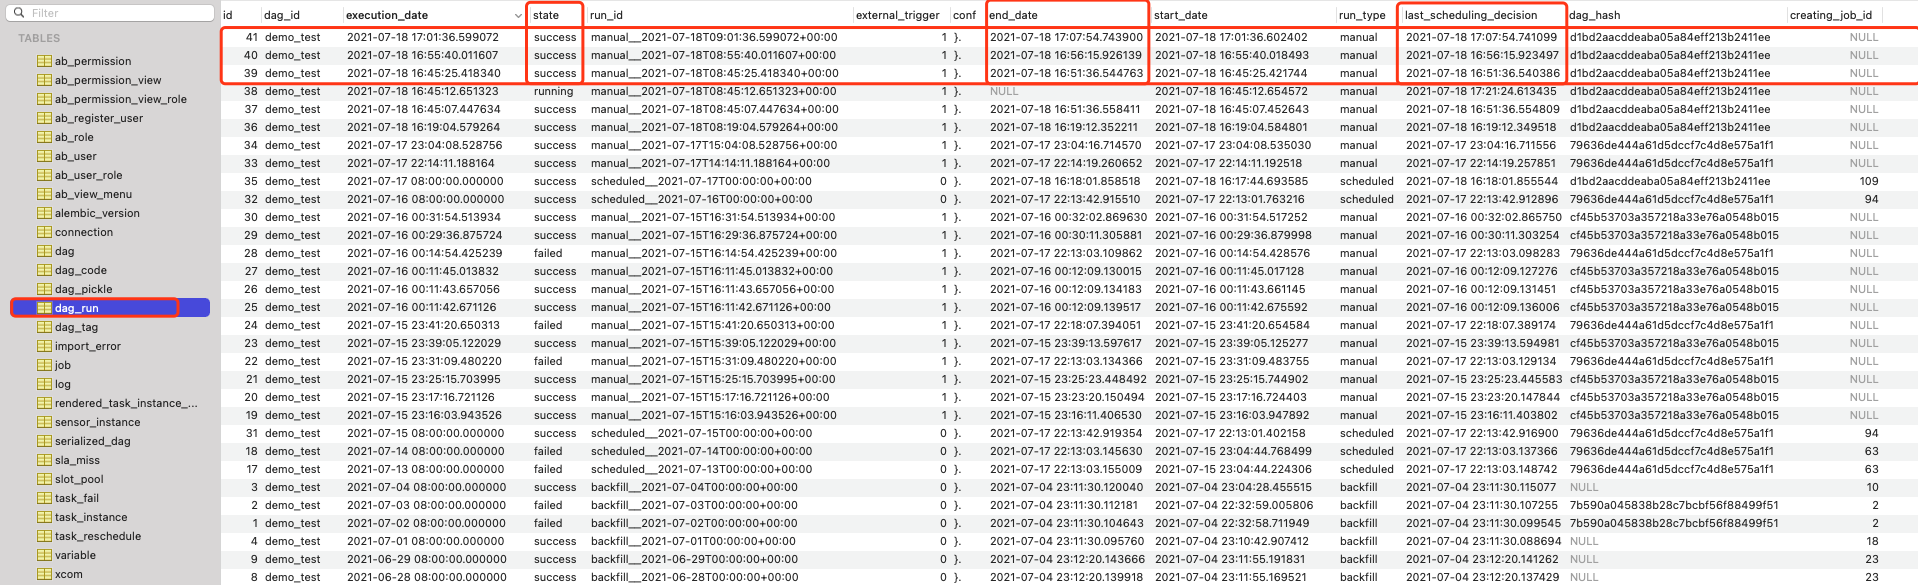 Filter
TABLES
ab_permission
ab_permission_view
ab_permission_view_role
ab_register_user
ab_role
ab_user
ab_user_role
ab_view_menu
alembic_version
connection
dag
dag_code
dag_pickle
dag_run
dag_tag
import_error
job
log
rendered_task_instance_...
sensor_instance
serialized_dag
sla_miss
slot_pool
task_fail
task_instance
task_reschedule
variable
xcom
id dag_id execution_date state run_id external_trigger conf end_date start_date run_type last_scheduling_decision dag_hash creating_job_id
41 demo_test 2021-07-18 17:01:36.599072 success manual__2021-07-18T09:01:36.599072+00:00 1 }. 2021-07-18 17:07:54.743900 2021-07-18 17:01:36.602402 manual 2021-07-18 17:07:54.741099 d1bd2aacddeaba05a84eff213b2411ee NULL
40 demo_test 2021-07-18 16:55:40.011607 success manual__2021-07-18T08:55:40.011607+00:00 1 }. 2021-07-18 16:56:15.926139 2021-07-18 16:55:40.018493 manual 2021-07-18 16:56:15.923497 d1bd2aacddeaba05a84eff213b2411ee NULL
39 demo_test 2021-07-18 16:45:25.418340 success manual__2021-07-18T08:45:25.418340+00:00 1 }. 2021-07-18 16:51:36.544763 2021-07-18 16:45:25.421744 manual 2021-07-18 16:51:36.540386 d1bd2aacddeaba05a84eff213b2411ee NULL
38 demo_test 2021-07-18 16:45:12.651323 running manual__2021-07-18T08:45:12.651323+00:00 1 }. NULL 2021-07-18 16:45:12.654572 manual 2021-07-18 17:21:24.613435 d1bd2aacddeaba05a84eff213b2411ee NULL
37 demo_test 2021-07-18 16:45:07.447634 success manual__2021-07-18T08:45:07.447634+00:00 1 }. 2021-07-18 16:51:36.558411 2021-07-18 16:45:07.452643 manual 2021-07-18 16:51:36.554809 d1bd2aacddeaba05a84eff213b2411ee NULL
36 demo_test 2021-07-18 16:19:04.579264 success manual__2021-07-18T08:19:04.579264+00:00 1 }. 2021-07-18 16:19:12.352211 2021-07-18 16:19:04.584801 manual 2021-07-18 16:19:12.349518 d1bd2aacddeaba05a84eff213b2411ee NULL
34 demo_test 2021-07-17 23:04:08.528756 success manual__2021-07-17T15:04:08.528756+00:00 1 }. 2021-07-17 23:04:16.714570 2021-07-17 23:04:08.535030 manual 2021-07-17 23:04:16.711556 79636de444a61d5dccf7c4d8e575a1f1 NULL
33 demo_test 2021-07-17 22:14:11.188164 success manual__2021-07-17T14:14:11.188164+00:00 1 }. 2021-07-17 22:14:19.260652 2021-07-17 22:14:11.192518 manual 2021-07-17 22:14:19.257851 79636de444a61d5dccf7c4d8e575a1f1 NULL
35 demo_test 2021-07-17 08:00:00.000000 success scheduled__2021-07-17T00:00:00+00:00 0 }. 2021-07-18 16:18:01.858518 2021-07-18 16:17:44.693585 scheduled 2021-07-18 16:18:01.855544 d1bd2aacddeaba05a84eff213b2411ee 109
32 demo_test 2021-07-16 08:00:00.000000 success scheduled__2021-07-16T00:00:00+00:00 0 }. 2021-07-17 22:13:42.915510 2021-07-17 22:13:01.763216 scheduled 2021-07-17 22:13:42.912896 79636de444a61d5dccf7c4d8e575a1f1 94
30 demo_test 2021-07-16 00:31:54.513934 success manual__2021-07-15T16:31:54.513934+00:00 1 }. 2021-07-16 00:32:02.869630 2021-07-16 00:31:54.517252 manual 2021-07-16 00:32:02.865750 cf45b53703a357218a33e76a0548b015 NULL
29 demo_test 2021-07-16 00:29:36.875724 success manual__2021-07-15T16:29:36.875724+00:00 1 }. 2021-07-16 00:30:11.305881 2021-07-16 00:29:36.879998 manual 2021-07-16 00:30:11.303254 cf45b53703a357218a33e76a0548b015 NULL
28 demo_test 2021-07-16 00:14:54.425239 failed manual__2021-07-15T16:14:54.425239+00:00 1 }. 2021-07-17 22:13:03.109862 2021-07-16 00:14:54.428576 manual 2021-07-17 22:13:03.098283 79636de444a61d5dccf7c4d8e575a1f1 NULL
27 demo_test 2021-07-16 00:11:45.013832 success manual__2021-07-15T16:11:45.013832+00:00 1 }. 2021-07-16 00:12:09.130015 2021-07-16 00:11:45.017128 manual 2021-07-16 00:12:09.127276 cf45b53703a357218a33e76a0548b015 NULL
26 demo_test 2021-07-16 00:11:43.657056 success manual__2021-07-15T16:11:43.657056+00:00 1 }. 2021-07-16 00:12:09.134183 2021-07-16 00:11:43.661145 manual 2021-07-16 00:12:09.131451 cf45b53703a357218a33e76a0548b015 NULL
25 demo_test 2021-07-16 00:11:42.671126 success manual__2021-07-15T16:11:42.671126+00:00 1 }. 2021-07-16 00:12:09.139517 2021-07-16 00:11:42.675592 manual 2021-07-16 00:12:09.136006 cf45b53703a357218a33e76a0548b015 NULL
24 demo_test 2021-07-15 23:41:20.650313 failed manual__2021-07-15T15:41:20.650313+00:00 1 }. 2021-07-17 22:18:07.394051 2021-07-15 23:41:20.654584 manual 2021-07-17 22:18:07.389174 79636de444a61d5dccf7c4d8e575a1f1 NULL
23 demo_test 2021-07-15 23:39:05.122029 success manual__2021-07-15T15:39:05.122029+00:00 1 }. 2021-07-15 23:39:13.597617 2021-07-15 23:39:05.125277 manual 2021-07-15 23:39:13.594981 cf45b53703a357218a33e76a0548b015 NULL
22 demo_test 2021-07-15 23:31:09.480220 failed manual__2021-07-15T15:31:09.480220+00:00 1 }. 2021-07-17 22:13:03.134366 2021-07-15 23:31:09.483755 manual 2021-07-17 22:13:03.129134 79636de444a61d5dccf7c4d8e575a1f1 NULL
21 demo_test 2021-07-15 23:25:15.703995 success manual__2021-07-15T15:25:15.703995+00:00 1 }. 2021-07-15 23:25:23.448492 2021-07-15 23:25:15.744902 manual 2021-07-15 23:25:23.445583 cf45b53703a357218a33e76a0548b015 NULL
20 demo_test 2021-07-15 23:17:16.721126 success manual__2021-07-15T15:17:16.721126+00:00 1 }. 2021-07-15 23:23:20.150494 2021-07-15 23:17:16.724403 manual 2021-07-15 23:23:20.147844 cf45b53703a357218a33e76a0548b015 NULL
19 demo_test 2021-07-15 23:16:03.943526 success manual__2021-07-15T15:16:03.943526+00:00 1 }. 2021-07-15 23:16:11.406530 2021-07-15 23:16:03.947892 manual 2021-07-15 23:16:11.403802 cf45b53703a357218a33e76a0548b015 NULL
31 demo_test 2021-07-15 08:00:00.000000 success scheduled__2021-07-15T00:00:00+00:00 0 }. 2021-07-17 22:13:42.919354 2021-07-17 22:13:01.402158 scheduled 2021-07-17 22:13:42.916900 79636de444a61d5dccf7c4d8e575a1f1 94
18 demo_test 2021-07-14 08:00:00.000000 failed scheduled__2021-07-14T00:00:00+00:00 0 }. 2021-07-17 22:13:03.145630 2021-07-15 23:04:44.768499 scheduled 2021-07-17 22:13:03.137366 79636de444a61d5dccf7c4d8e575a1f1 63
17 demo_test 2021-07-13 08:00:00.000000 failed scheduled__2021-07-13T00:00:00+00:00 0 }. 2021-07-17 22:13:03.155009 2021-07-15 23:04:44.224306 scheduled 2021-07-17 22:13:03.148742 79636de444a61d5dccf7c4d8e575a1f1 63
3 demo_test 2021-07-04 08:00:00.000000 success backfill__2021-07-04T00:00:00+00:00 0 }. 2021-07-04 23:11:30.120040 2021-07-04 23:04:28.455515 backfill 2021-07-04 23:11:30.115077 NULL 10
2 demo_test 2021-07-03 08:00:00.000000 failed backfill__2021-07-03T00:00:00+00:00 0 }. 2021-07-04 23:11:30.112181 2021-07-04 22:32:59.005806 backfill 2021-07-04 23:11:30.107255 7b590a045838b28c7bcbf56f88499f51 2
1 demo_test 2021-07-02 08:00:00.000000 failed backfill__2021-07-02T00:00:00+00:00 0 }. 2021-07-04 23:11:30.104643 2021-07-04 22:32:58.711949 backfill 2021-07-04 23:11:30.099545 7b590a045838b28c7bcbf56f88499f51 2
4 demo_test 2021-07-01 08:00:00.000000 success backfill__2021-07-01T00:00:00+00:00 0 }. 2021-07-04 23:11:30.095760 2021-07-04 23:10:42.907412 backfill 2021-07-04 23:11:30.088694 NULL 18
9 demo_test 2021-06-29 08:00:00.000000 success backfill__2021-06-29T00:00:00+00:00 0 }. 2021-07-04 23:12:20.143666 2021-07-04 23:11:55.191831 backfill 2021-07-04 23:12:20.141262 NULL 23
8 demo_test 2021-06-28 08:00:00.000000 success backfill__2021-06-28T00:00:00+00:00 0 }. 2021-07-04 23:12:20.139918 2021-07-04 23:11:55.169521 backfill 2021-07-04 23:12:20.137429 NULL 23